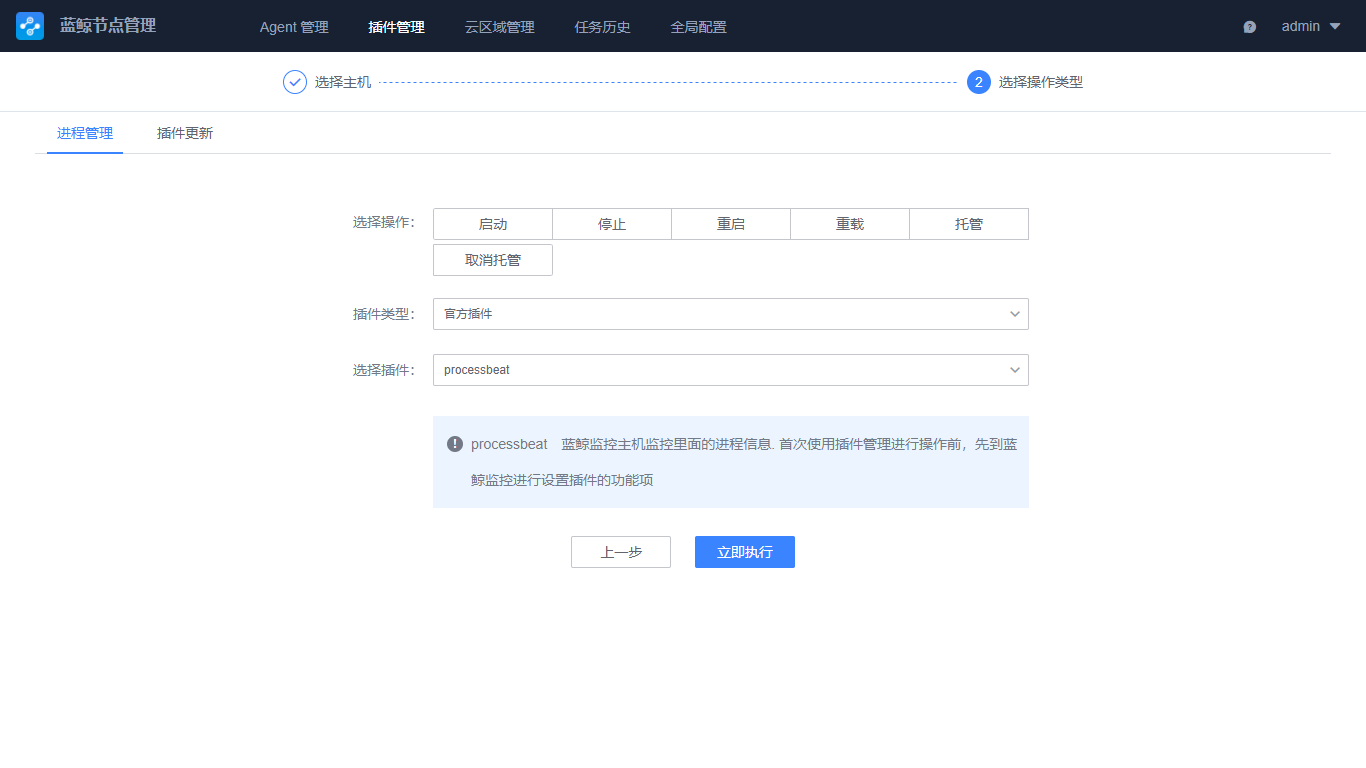 蓝鲸节点管理 Agent 管理 插件管理 云区域管理 任务历史 全局配置 ? admin
选择主机 2 选择操作类型
进程管理 插件更新
选择操作： 启动 停止 重启 重载 托管
取消托管
插件类型： 官方插件
选择插件： processbeat
processbeat 蓝鲸监控主机监控里面的进程信息. 首次使用插件管理进行操作前，先到蓝
鲸监控进行设置插件的功能项
上一步 立即执行